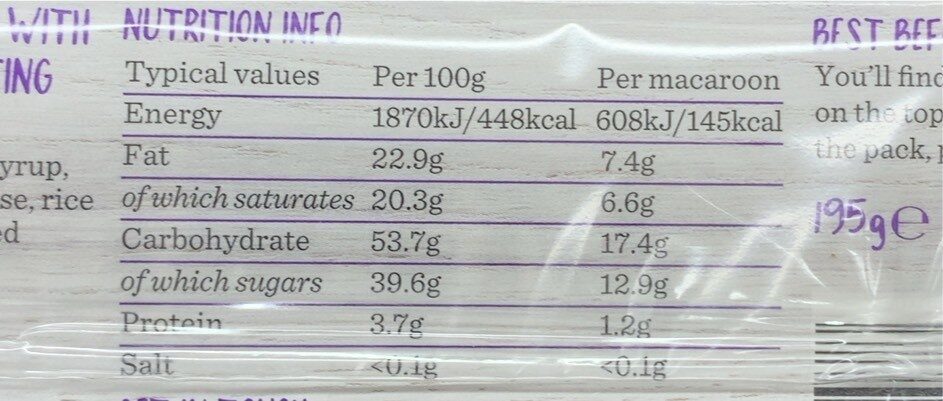 WITH
ING
yrup,
se, rice
ed
NUTRITION INFO
Typical values Per 100g Per macaroon
Energy 1870kJ/448kcal 608kJ/145kcal
Fat 22.9g 7.4g
of which saturates 20.3g 6.6g
Carbohydrate 53.7g 17.4g
of which sugars 39.6g 12.9g
Protein 3.7g 1.2g
Salt <0.1g <0.1g
BEST BEF
You'll find
on the top
the pack,
195g℮